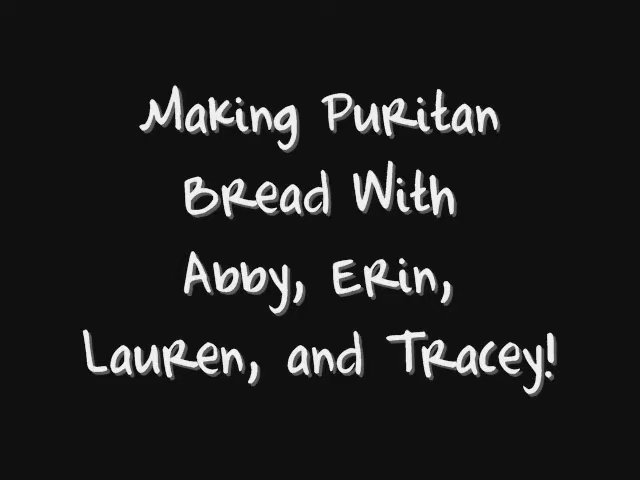 Making Puritan
Bread With
Abby, Erin,
Lauren, and Tracey!